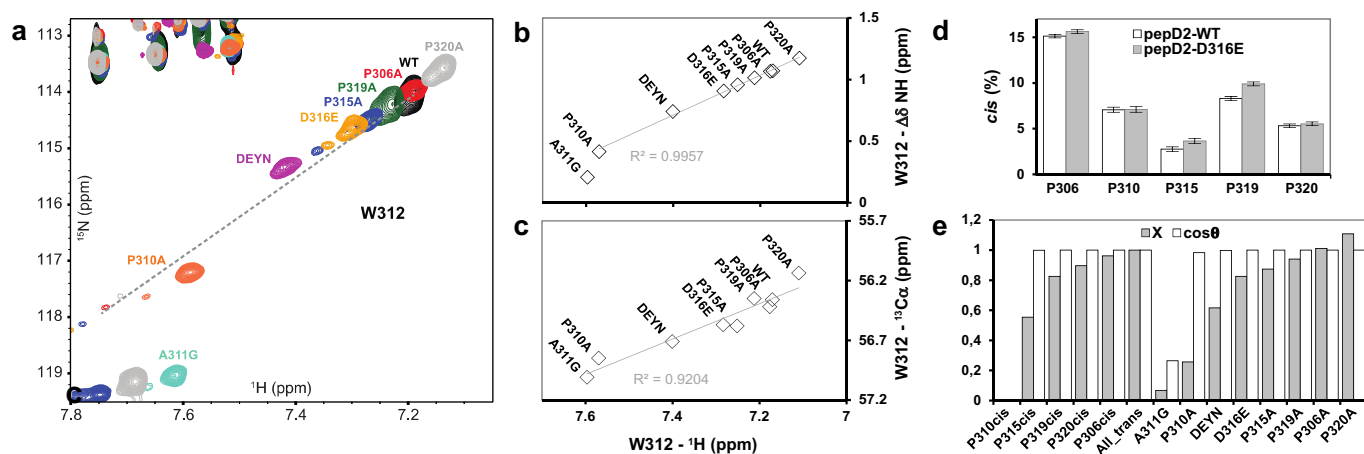 a
113
114
115
116
117
118
119
¹⁵N (ppm)
7.8
7.6
7.4
7.2
¹H (ppm)
P320A
WT
P306A
P319A
P315A
D316E
DEYN
W312
P310A
A311G
b
P320A
WT
P306A
P319A
P315A
D316E
DEYN
P310A
A311G
R² = 0.9957
1.5
1
0.5
0
W312 - Δδ NH (ppm)
c
P320A
WT
P306A
P319A
P315A
D316E
DEYN
P310A
A311G
R² = 0.9204
55.7
56.2
56.7
57.2
W312 - ¹³Cα (ppm)
7.6
7.4
7.2
7
W312 - ¹H (ppm)
d
pepD2-WT
pepD2-D316E
15
10
5
0
cis (%)
P306
P310
P315
P319
P320
e
X
cosθ
1,2
1
0,8
0,6
0,4
0,2
0
P310cis
P315cis
P319cis
P320cis
P306cis
All_trans
A311G
P310A
DEYN
D316E
P315A
P319A
P306A
P320A